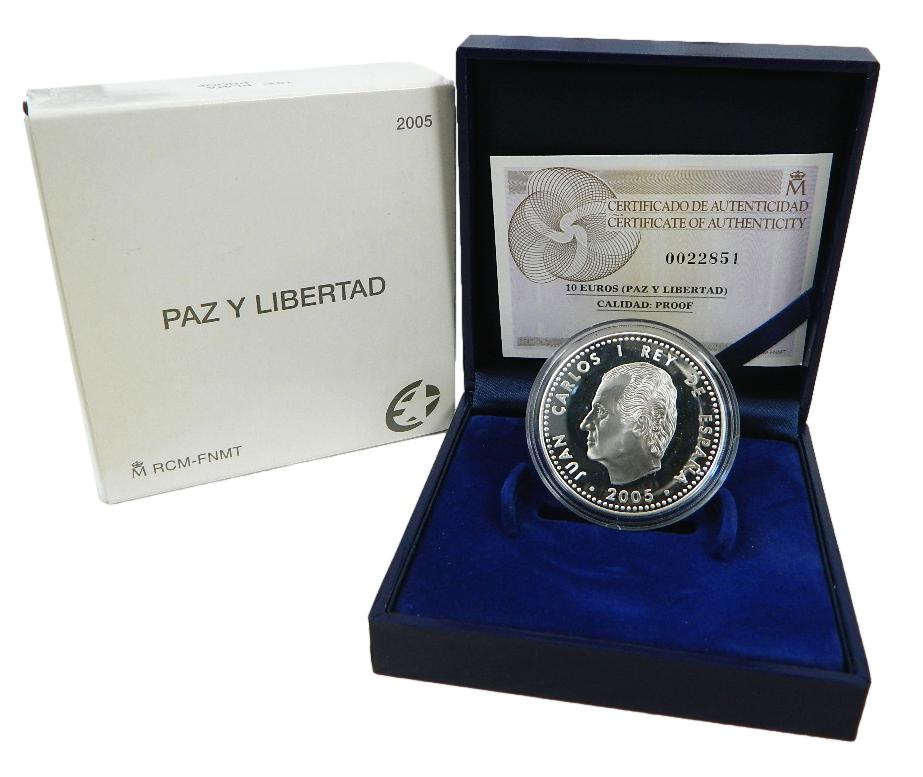 2005
PAZ Y LIBERTAD
M RCM-FNMT
M
CERTIFICADO DE AUTENTICIDAD
CERTIFICATE OF AUTHENTICITY
0022851
10 EUROS (PAZ Y LIBERTAD)
CALIDAD: PROOF
JUAN CARLOS I REY DE ESPAÑA
• 2005 •